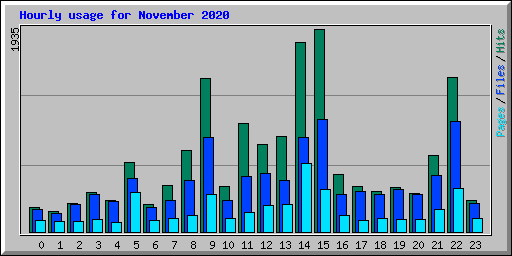 Hourly usage for November 2020
1935
Pages/Files/Hits
0 1 2 3 4 5 6 7 8 9 10 11 12 13 14 15 16 17 18 19 20 21 22 23